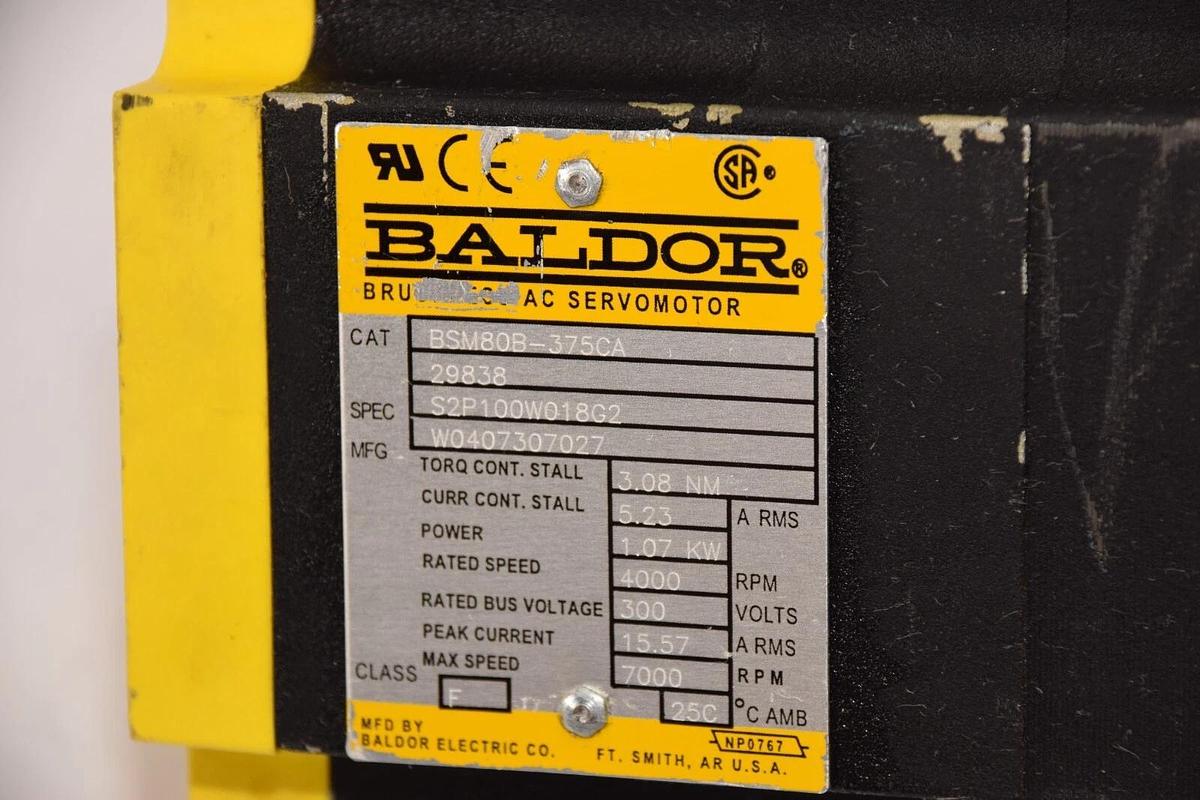 RU CE SA ®
BALDOR®
AC SERVOMOTOR
CAT BSM80B-375CA
29838
SPEC S2P100W018G2
MFG W0407307027
TORQ CONT. STALL 3.08 NM
CURR CONT. STALL 5.23 A RMS
POWER 1.07 KW
RATED SPEED 4000 RPM
RATED BUS VOLTAGE 300 VOLTS
PEAK CURRENT 15.57 A RMS
MAX SPEED 7000 RPM
CLASS F 25C °C AMB
MFD BY NP0767
BALDOR ELECTRIC CO. FT. SMITH, AR U.S.A.